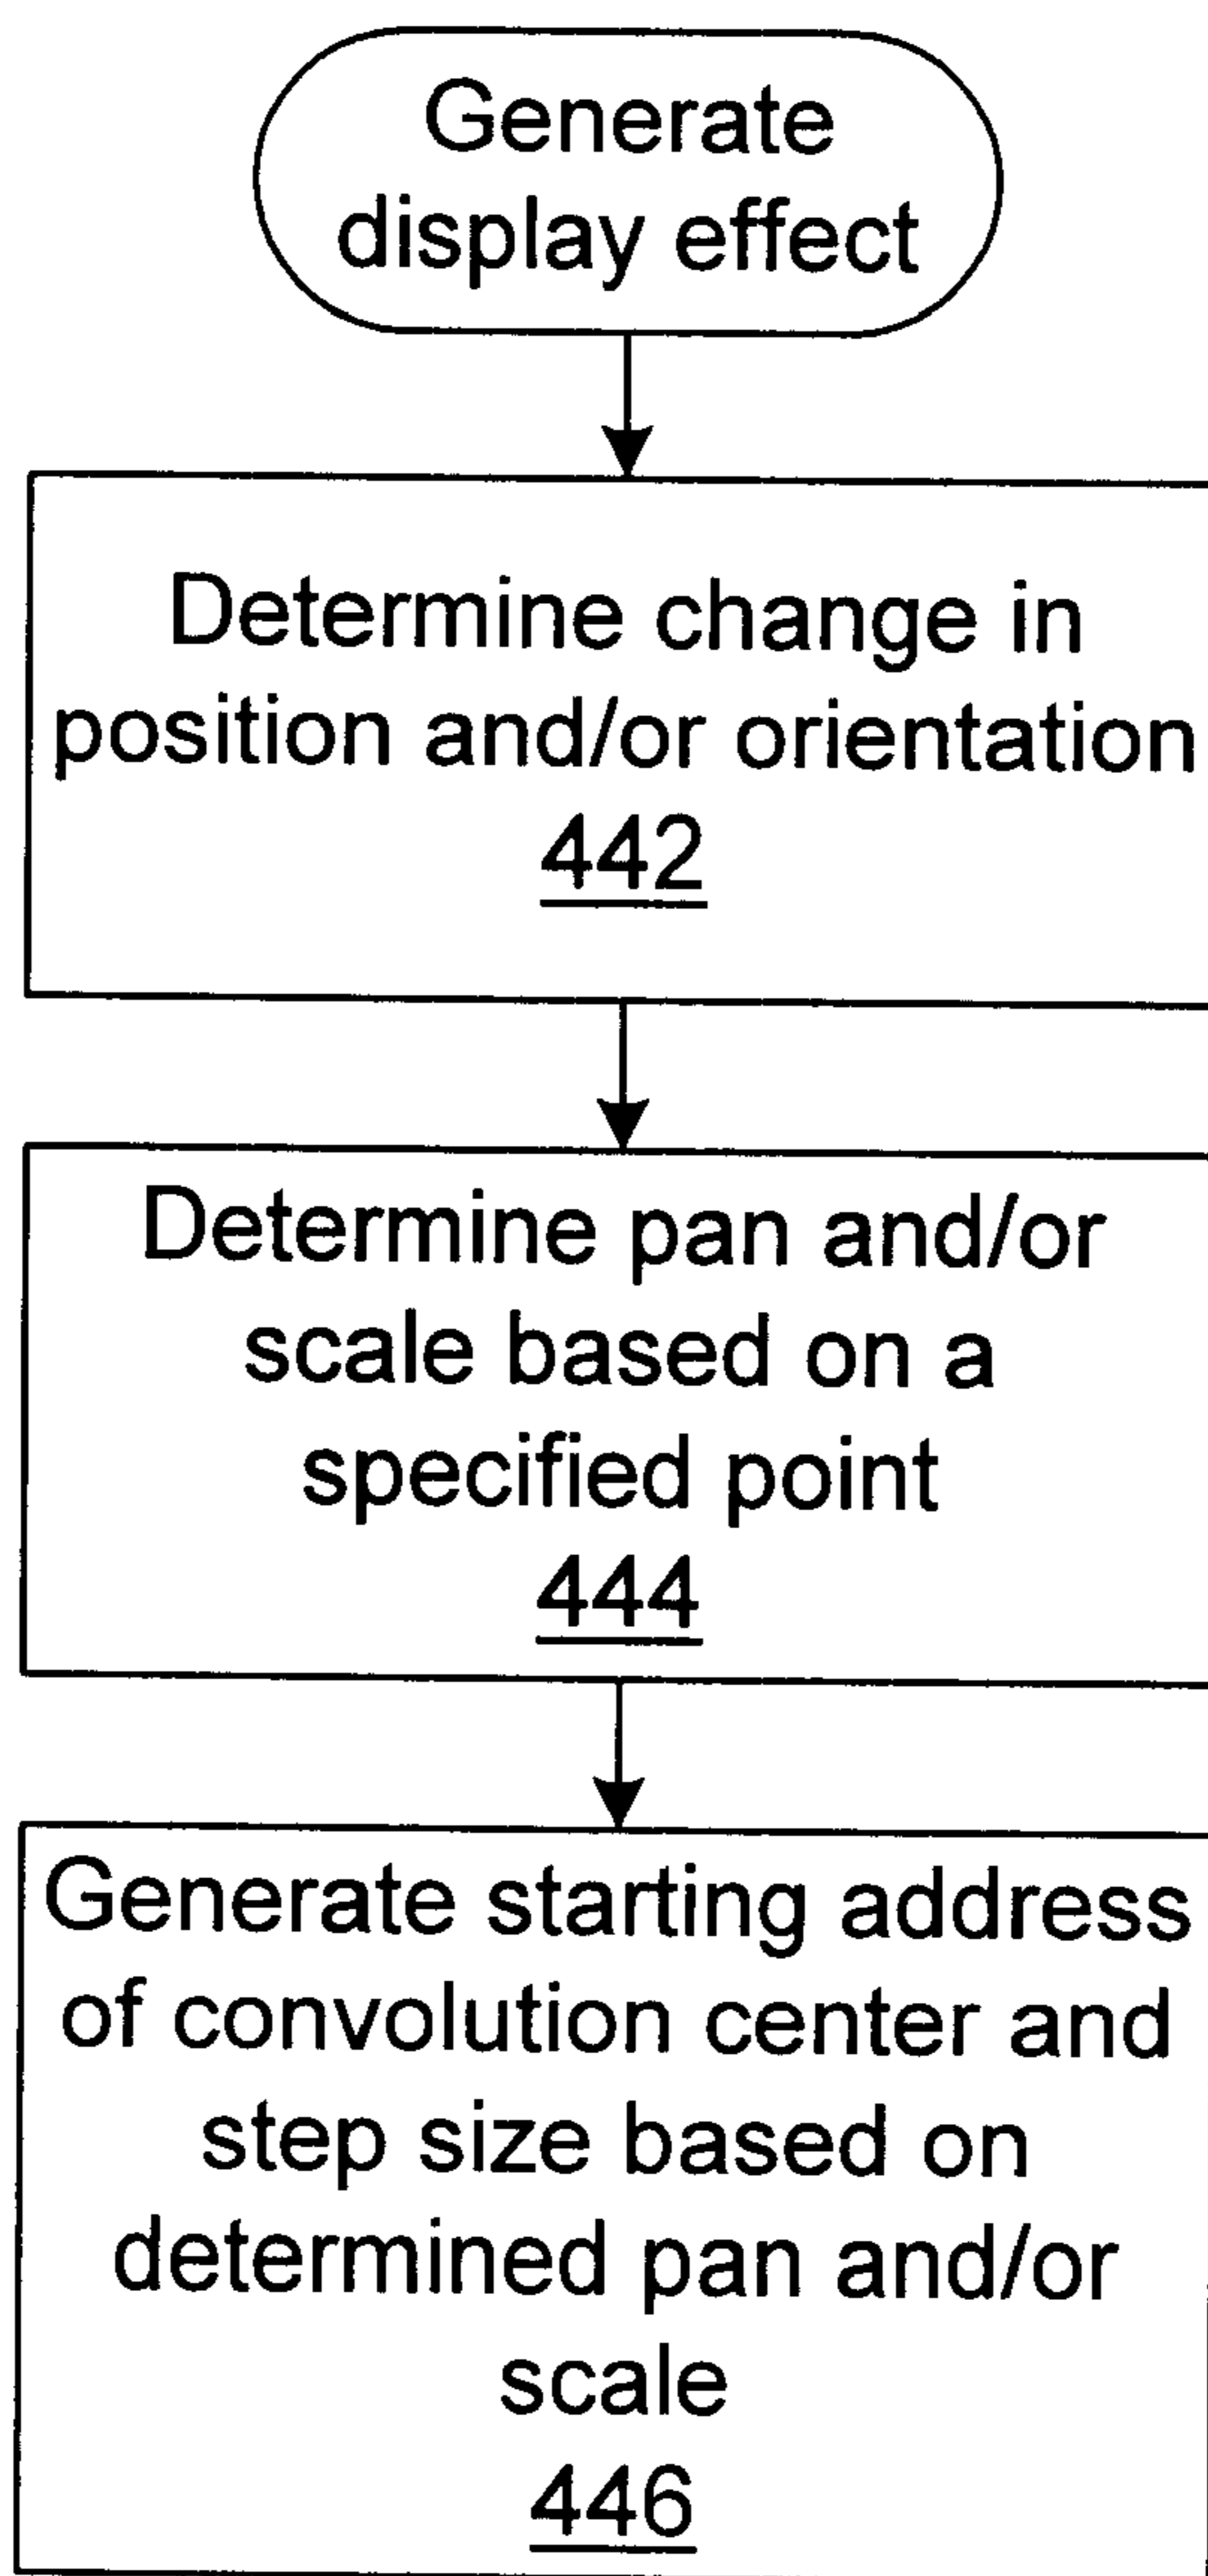 Generate
display effect
Determine change in
position and/or orientation
442
Determine pan and/or
scale based on a
specified point
444
Generate starting address
of convolution center and
step size based on
determined pan and/or
scale
446